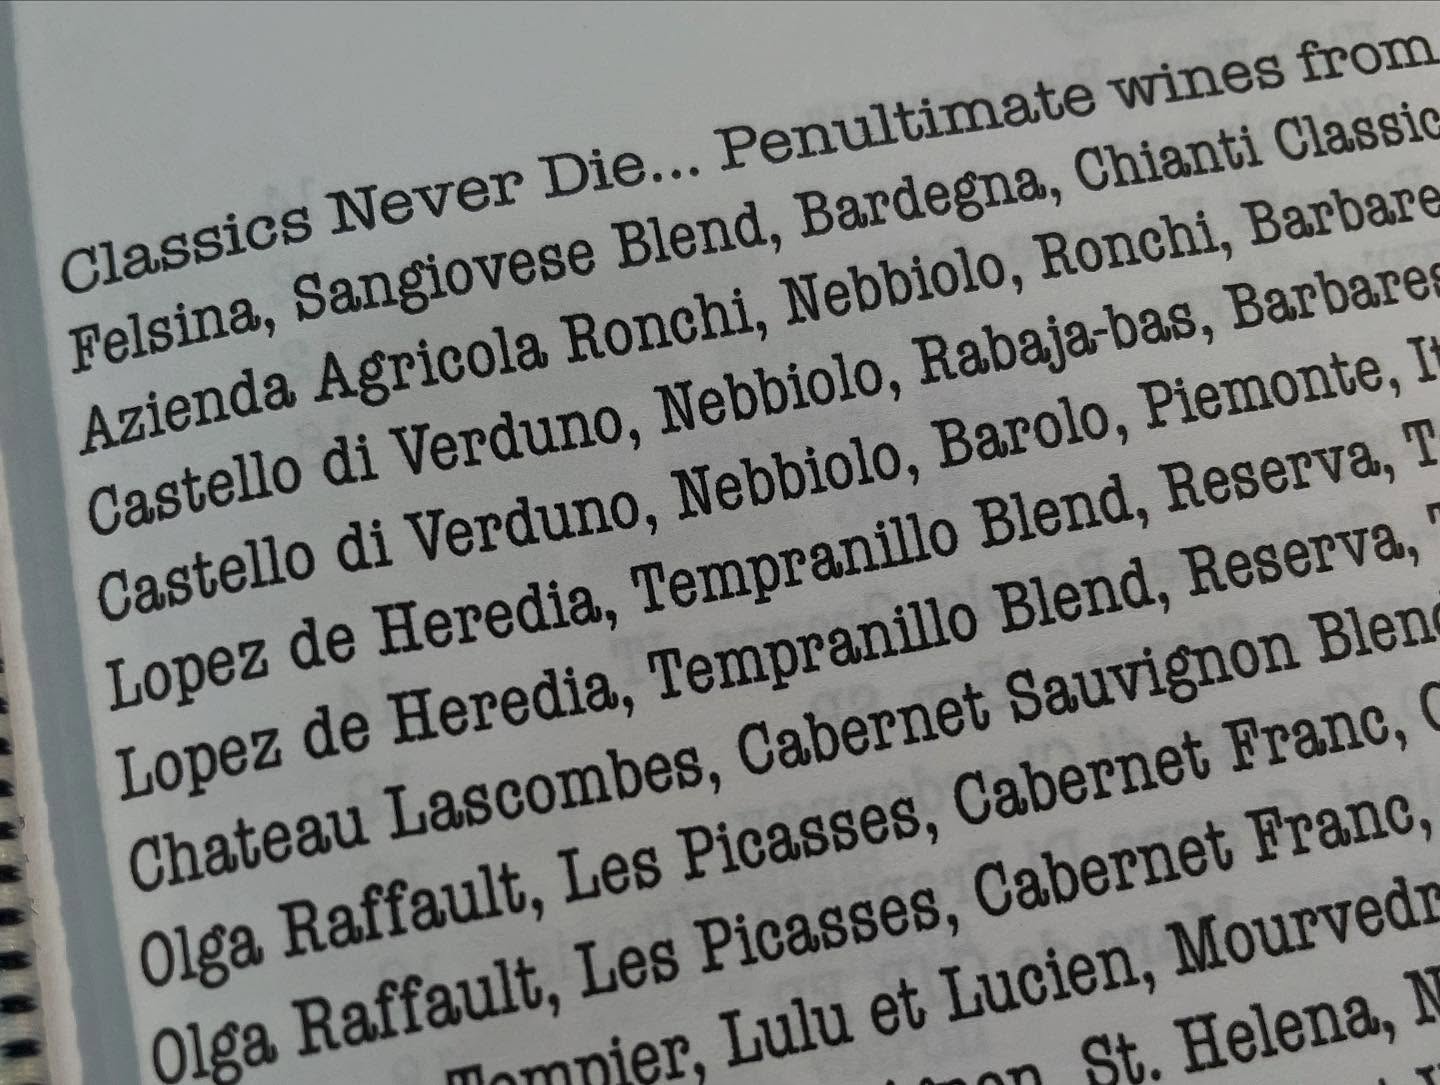 Classics Never Die... Penultimate wines from
Felsina, Sangiovese Blend, Bardegna, Chianti Classic
Azienda Agricola Ronchi, Nebbiolo, Ronchi, Barbare
Castello di Verduno, Nebbiolo, Rabaja-bas, Barbares
Castello di Verduno, Nebbiolo, Barolo, Piemonte, It
Lopez de Heredia, Tempranillo Blend, Reserva, T
Lopez de Heredia, Tempranillo Blend, Reserva, T
Chateau Lascombes, Cabernet Sauvignon Blend
Olga Raffault, Les Picasses, Cabernet Franc, C
Olga Raffault, Les Picasses, Cabernet Franc,
Tempier, Lulu et Lucien, Mourvedr
St. Helena, N